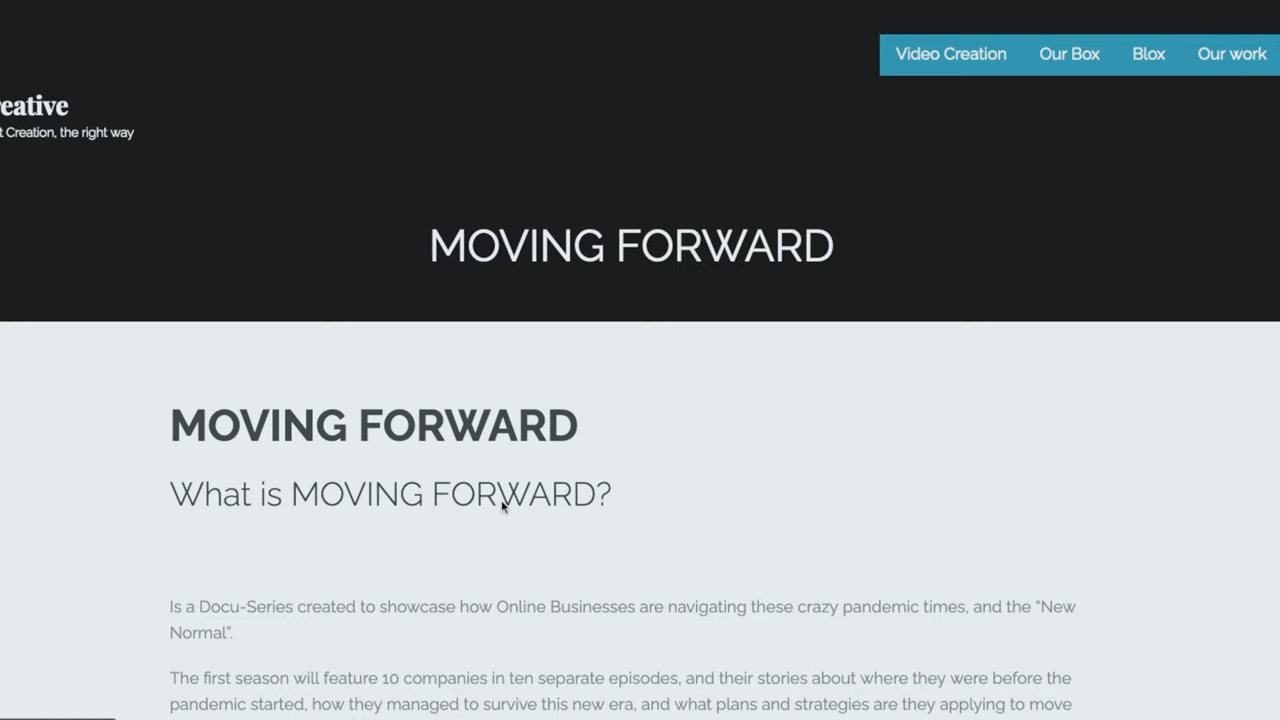 Video Creation Our Box Blox Our work
eative
t Creation, the right way
MOVING FORWARD
MOVING FORWARD
What is MOVING FORWARD?
Is a Docu-Series created to showcase how Online Businesses are navigating these crazy pandemic times, and the “New
Normal”.
The first season will feature 10 companies in ten separate episodes, and their stories about where they were before the
pandemic started, how they managed to survive this new era, and what plans and strategies are they applying to move